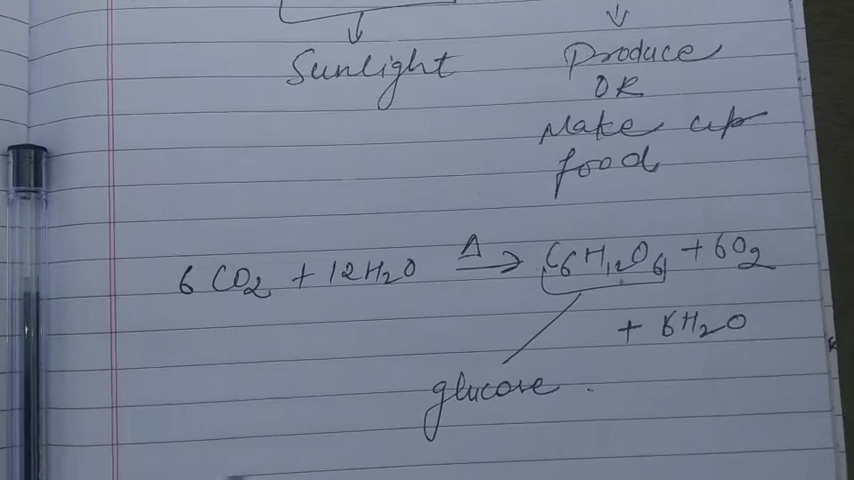 Sunlight
Produce
OR
Make up
food
6 CO2 + 12H2O Δ→ C6H12O6 + 6O2
+ 6H2O
glucose.